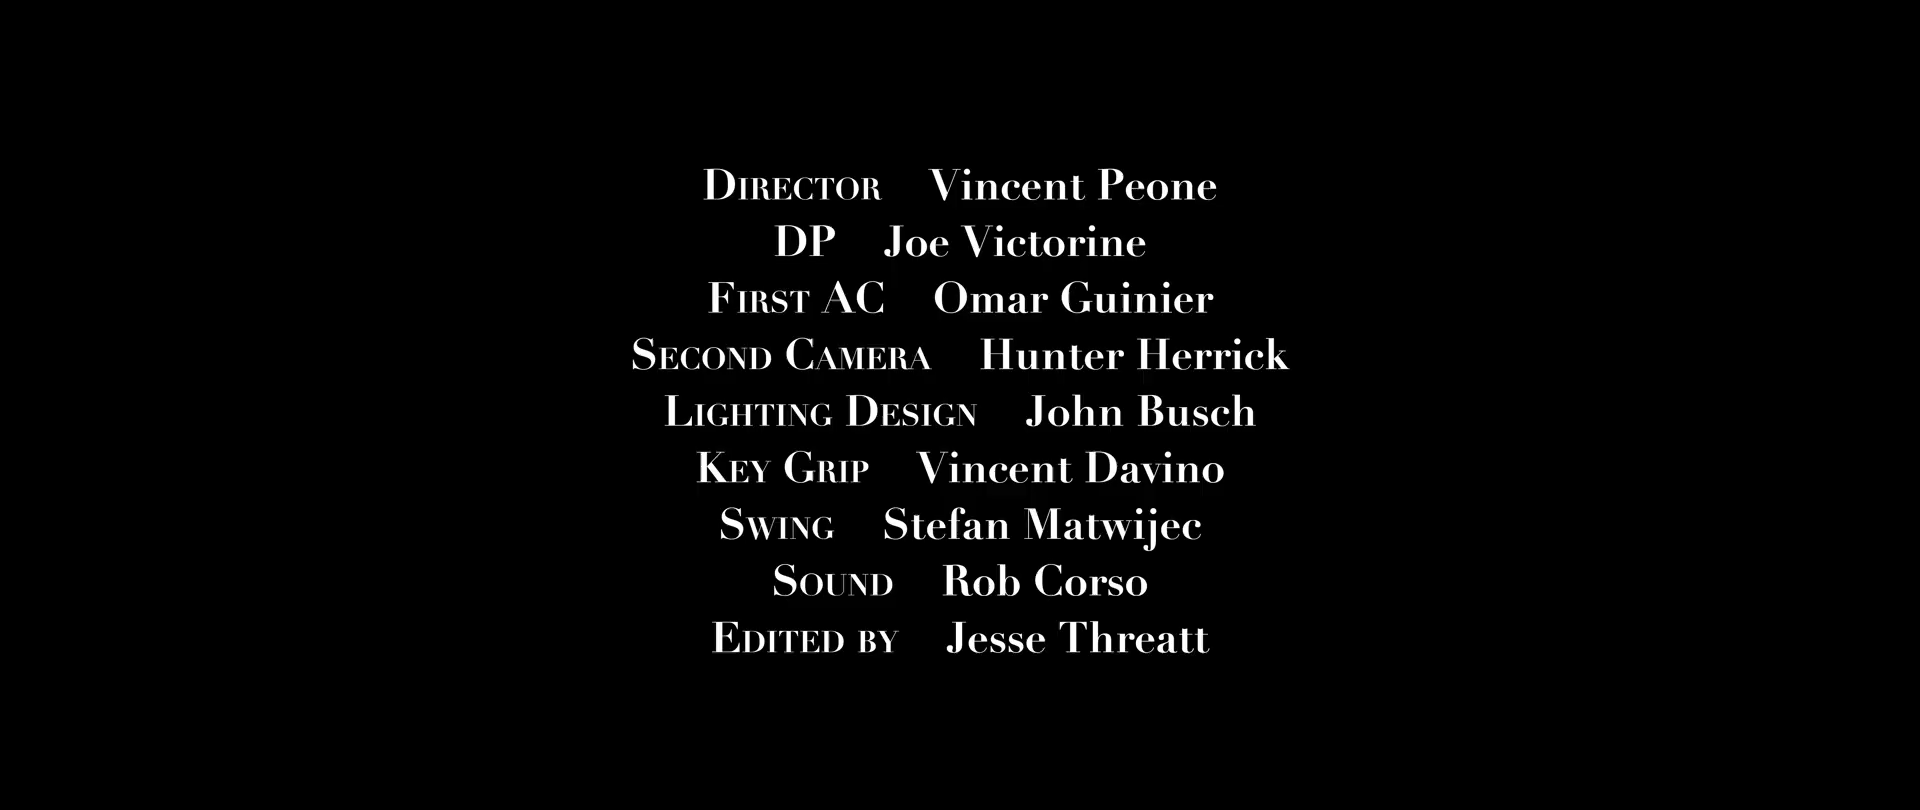 Director Vincent Peone
DP Joe Victorine
First AC Omar Guinier
Second Camera Hunter Herrick
Lighting Design John Busch
Key Grip Vincent Davino
Swing Stefan Matwijec
Sound Rob Corso
Edited by Jesse Threatt